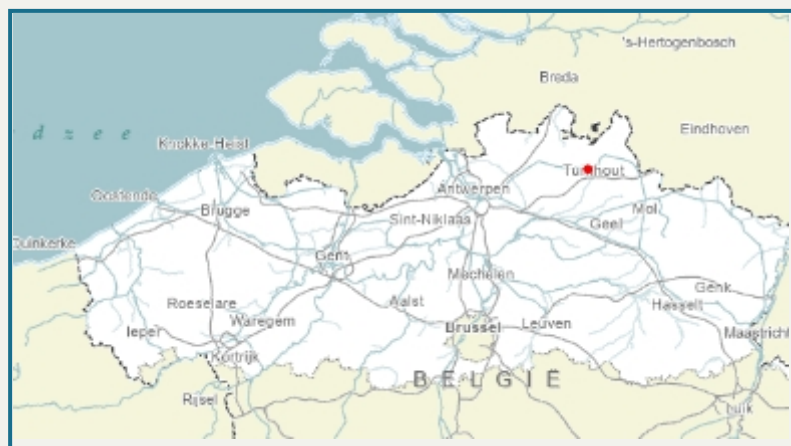 's-Hertogenbosch
Breda
Eindhoven
d z e e
Knokke-Heist
Turnhout
Antwerpen
Oostende
Brugge
Sint-Niklaas
Mol
Geel
Duinkerke
Gent
Mechelen
Genk
Roeselare
Aalst
Hasselt
Waregem
Ieper
Brussel
Leuven
Maastricht
Kortrijk
BELGIË
Rijsel
Luik